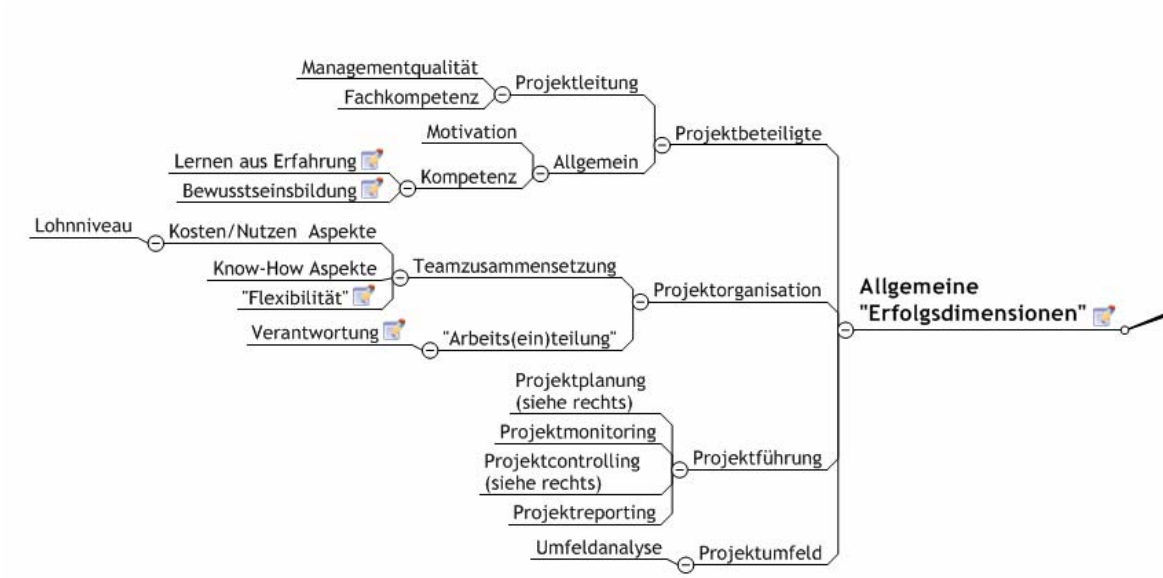 Managementqualität
Projektleitung
Fachkompetenz
Motivation
Projektbeteiligte
Lernen aus Erfahrung
Allgemein
Kompetenz
Bewusstseinsbildung
Lohnniveau
Kosten/Nutzen Aspekte
Know-How Aspekte
Teamzusammensetzung
"Flexibilität"
Projektorganisation
Allgemeine
"Erfolgsdimensionen"
Verantwortung
"Arbeits(ein)teilung"
Projektplanung
(siehe rechts)
Projektmonitoring
Projektcontrolling
(siehe rechts)
Projektführung
Projektreporting
Umfeldanalyse
Projektumfeld